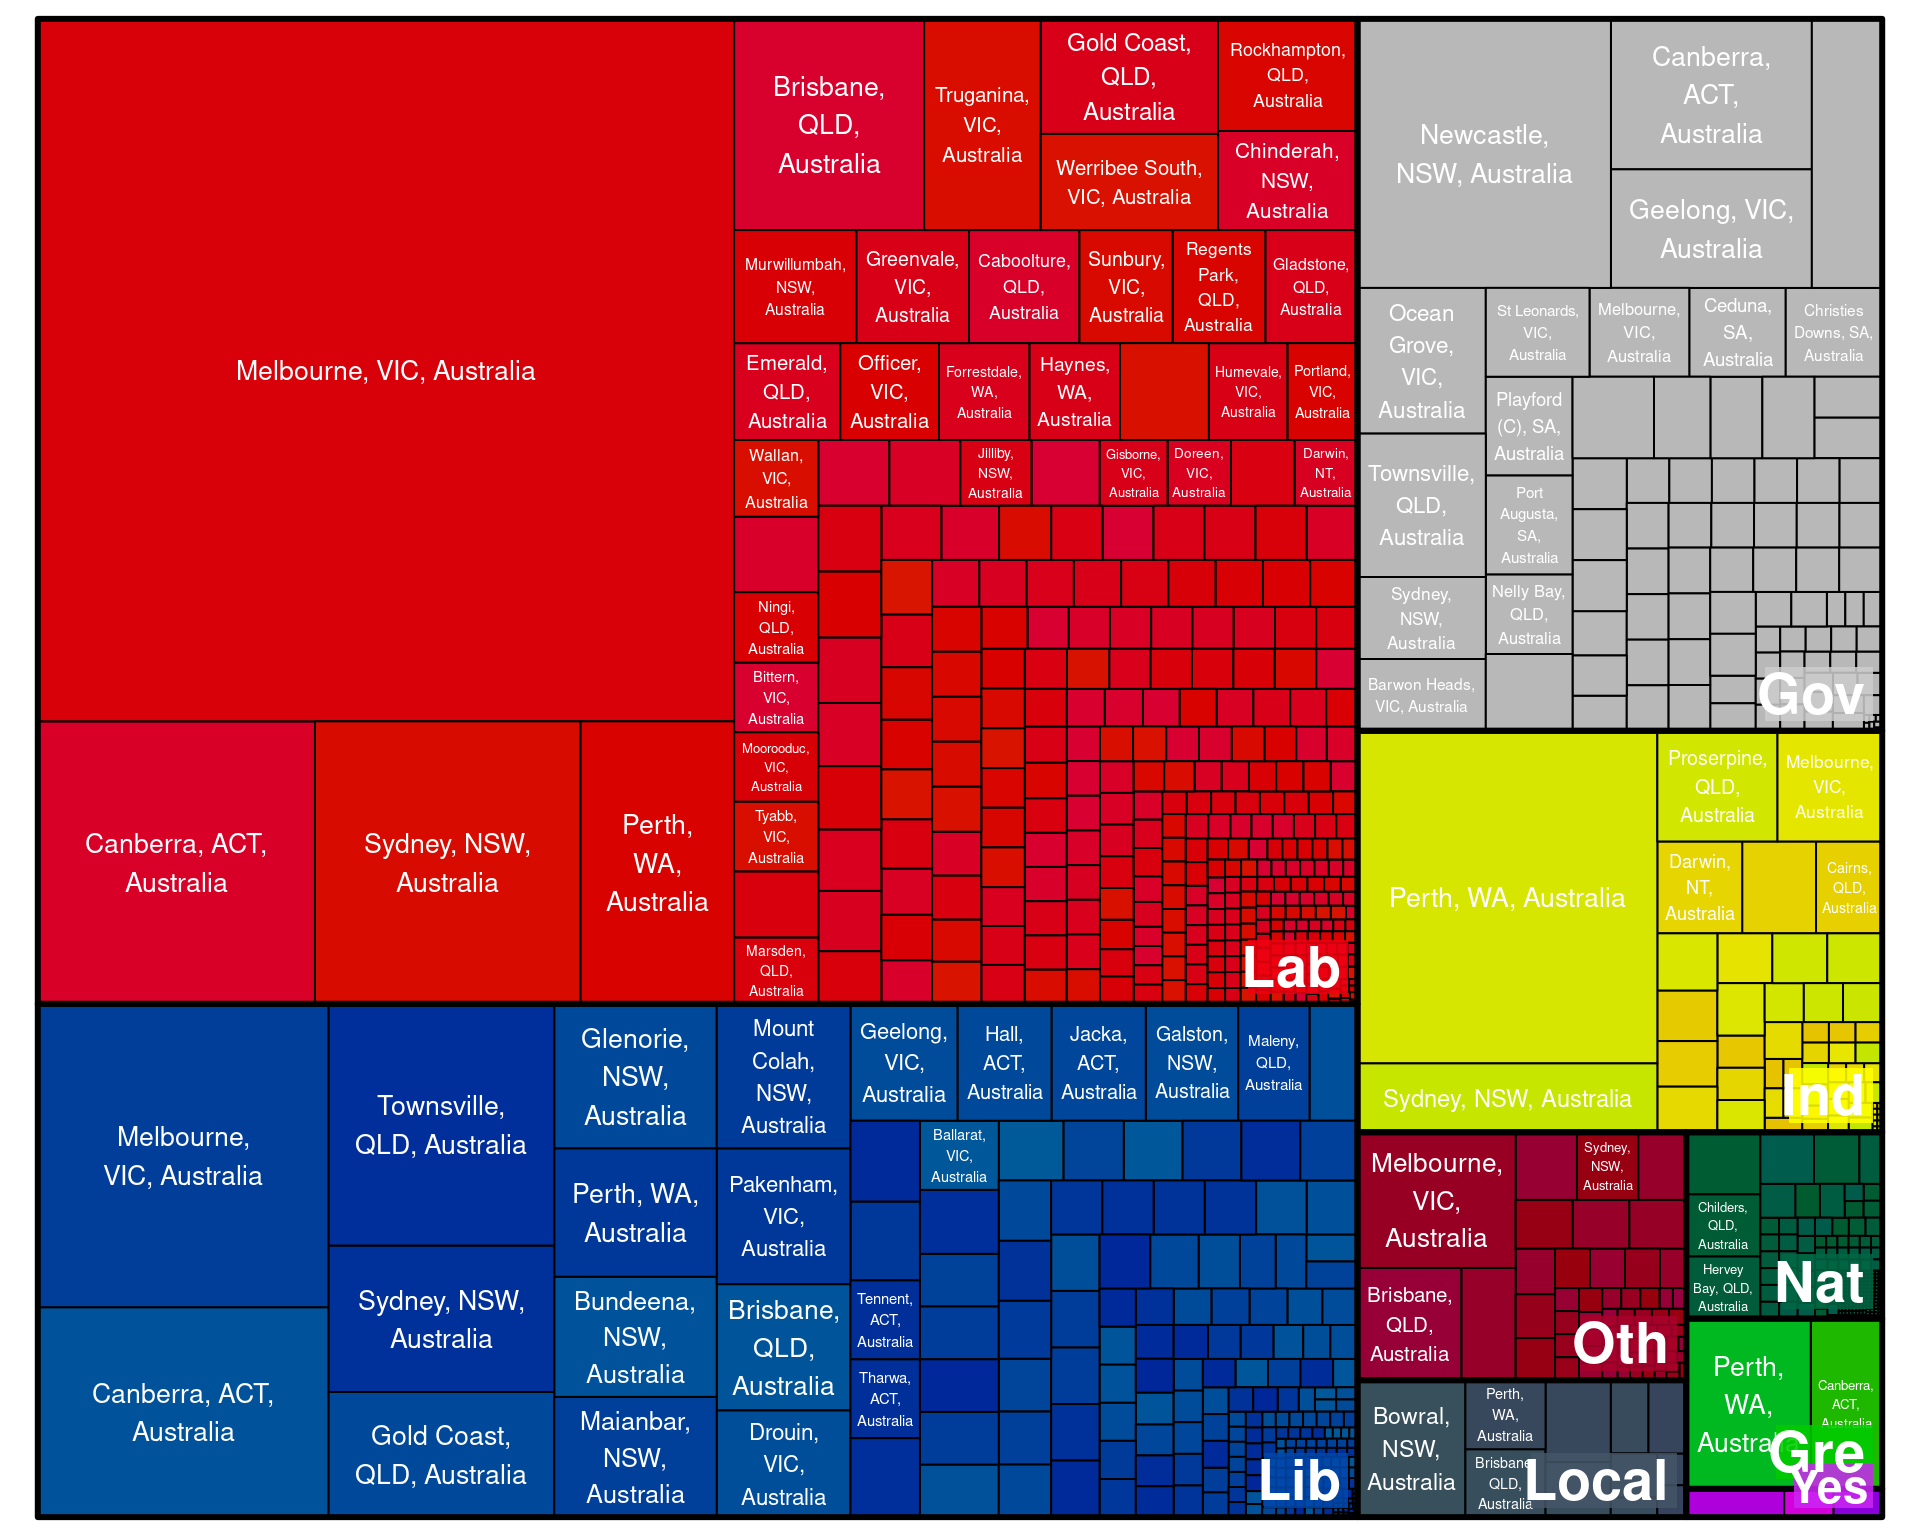 Melbourne, VIC, Australia
Canberra, ACT,
Australia
Sydney, NSW,
Australia
Perth,
WA,
Australia
Brisbane,
QLD,
Australia
Truganina,
VIC,
Australia
Gold Coast,
QLD,
Australia
Werribee South,
VIC, Australia
Rockhampton,
QLD,
Australia
Chinderah,
NSW,
Australia
Murwillumbah,
NSW,
Australia
Greenvale,
VIC,
Australia
Caboolture,
QLD,
Australia
Sunbury,
VIC,
Australia
Regents
Park,
QLD,
Australia
Gladstone,
QLD,
Australia
Emerald,
QLD,
Australia
Officer,
VIC,
Australia
Forrestdale,
WA,
Australia
Haynes,
WA,
Australia
Humevale,
VIC,
Australia
Portland,
VIC,
Australia
Wallan,
VIC,
Australia
Jilliby,
NSW,
Australia
Gisborne,
VIC,
Australia
Doreen,
VIC,
Australia
Darwin,
NT,
Australia
Ningi,
QLD,
Australia
Bittern,
VIC,
Australia
Moorooduc,
VIC,
Australia
Tyabb,
VIC,
Australia
Marsden,
QLD,
Australia
Lab
Newcastle,
NSW, Australia
Canberra,
ACT,
Australia
Geelong, VIC,
Australia
Ocean
Grove,
VIC,
Australia
St Leonards,
VIC,
Australia
Melbourne,
VIC,
Australia
Ceduna,
SA,
Australia
Christies
Downs, SA,
Australia
Playford
(C), SA,
Australia
Townsville,
QLD,
Australia
Port
Augusta,
SA,
Australia
Sydney,
NSW,
Australia
Nelly Bay,
QLD,
Australia
Barwon Heads,
VIC, Australia
Gov
Perth, WA, Australia
Proserpine,
QLD,
Australia
Melbourne,
VIC,
Australia
Darwin,
NT,
Australia
Cairns,
QLD,
Australia
Sydney, NSW, Australia
Ind
Melbourne,
VIC, Australia
Canberra, ACT,
Australia
Townsville,
QLD, Australia
Sydney, NSW,
Australia
Gold Coast,
QLD, Australia
Glenorie,
NSW,
Australia
Perth, WA,
Australia
Bundeena,
NSW,
Australia
Maianbar,
NSW,
Australia
Mount
Colah,
NSW,
Australia
Pakenham,
VIC,
Australia
Brisbane,
QLD,
Australia
Drouin,
VIC,
Australia
Geelong,
VIC,
Australia
Hall,
ACT,
Australia
Jacka,
ACT,
Australia
Galston,
NSW,
Australia
Maleny,
QLD,
Australia
Ballarat,
VIC,
Australia
Tennent,
ACT,
Australia
Tharwa,
ACT,
Australia
Lib
Melbourne,
VIC,
Australia
Sydney,
NSW,
Australia
Brisbane,
QLD,
Australia
Oth
Childers,
QLD,
Australia
Hervey
Bay, QLD,
Australia
Nat
Bowral,
NSW,
Australia
Perth,
WA,
Australia
Brisbane,
QLD,
Australia
Local
Perth,
WA,
Australia
Canberra,
ACT,
Australia
Gre
Yes